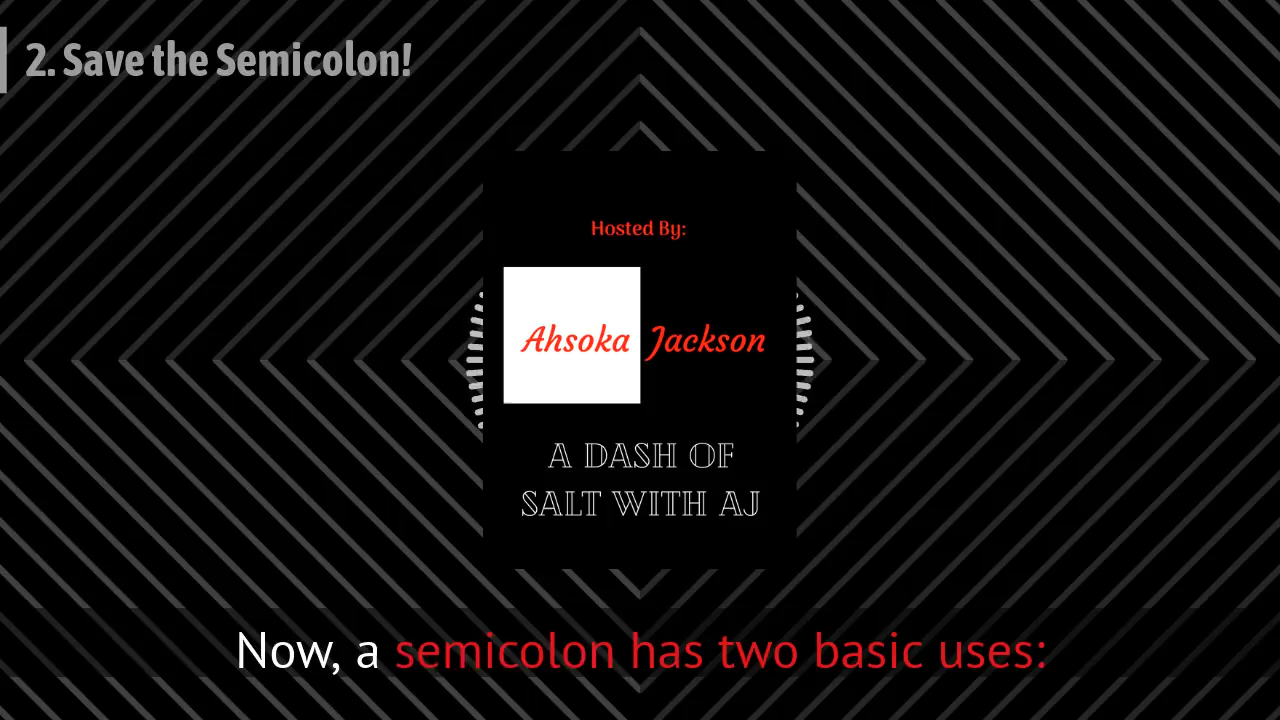 2. Save the Semicolon!
Hosted By:
Ahsoka Jackson
A DASH OF
SALT WITH AJ
Now, a semicolon has two basic uses: